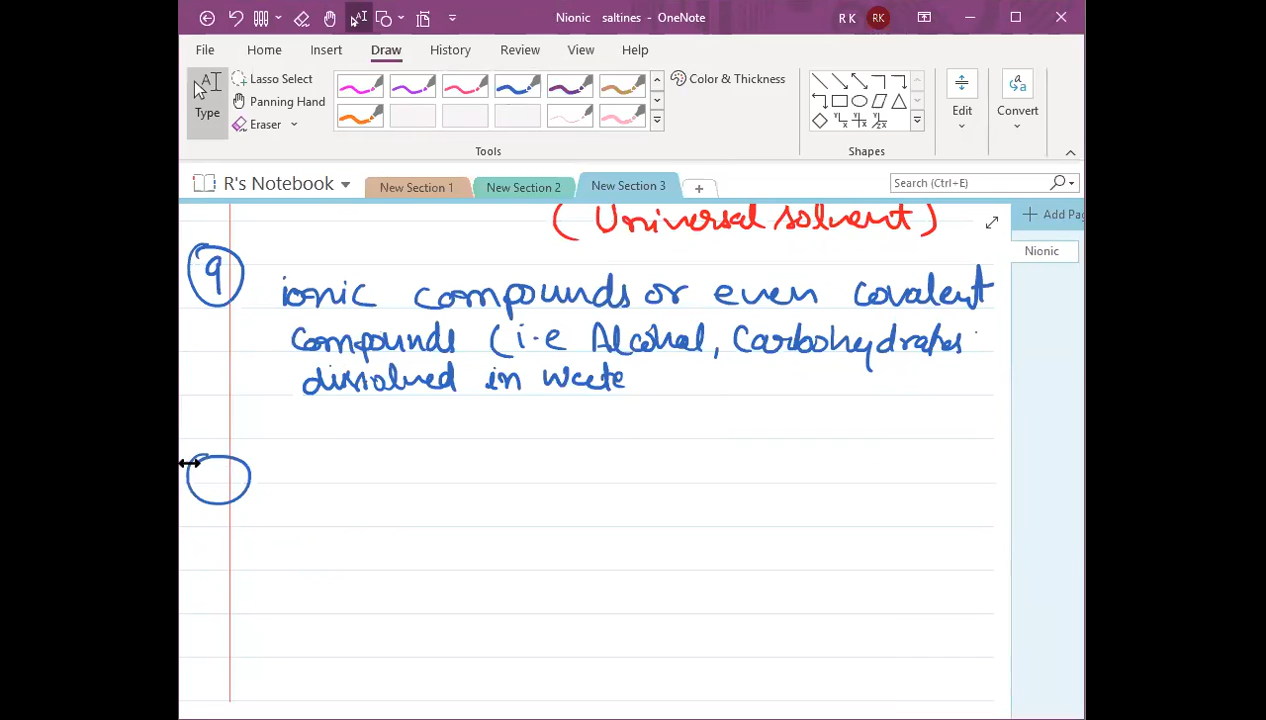 Nionic saltines - OneNote
R K
RK
File Home Insert Draw History Review View Help
Type
Lasso Select
Panning Hand
Eraser
Color & Thickness
Edit
Convert
Tools
Shapes
R's Notebook
New Section 1
New Section 2
New Section 3
Search (Ctrl+E)
Add Pag
Nionic
(Universal solvent)
9 ionic compounds or even covalent
compounds (i.e Alcohol, Carbohydrates
dissolved in wate